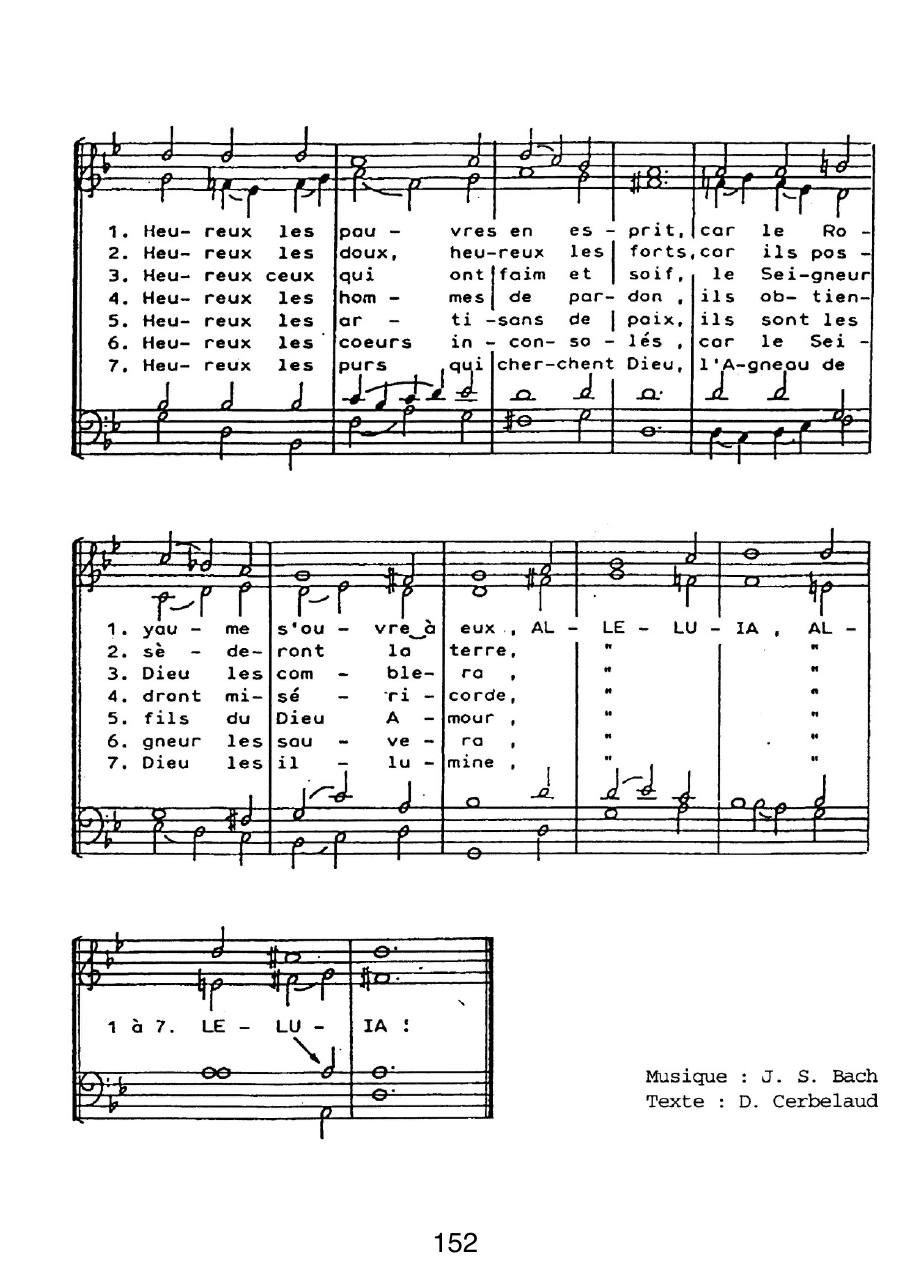 1. Heu- reux les pau - vres en es - prit, car le Ro -
2. Heu- reux les doux, heu-reux les forts, car ils pos -
3. Heu- reux ceux qui ont faim et soif, le Sei-gneur
4. Heu- reux les hom - mes de par- don , ils ob- tien-
5. Heu- reux les ar - ti -sans de paix, ils sont les
6. Heu- reux les coeurs in - con- so - lés , car le Sei -
7. Heu- reux les purs qui cher-chent Dieu, l'A-gneau de
1. yau - me s'ou - vre à eux , AL - LE - LU - IA , AL -
2. sè - de- ront la terre, " "
3. Dieu les com - ble- ra , " "
4. dront mi- sé - ri - corde, " "
5. fils du Dieu A - mour , " "
6. gneur les sau - ve - ra , " "
7. Dieu les il - lu - mine , " "
1 à 7. LE - LU - IA !
Musique : J. S. Bach
Texte : D. Cerbelaud
152